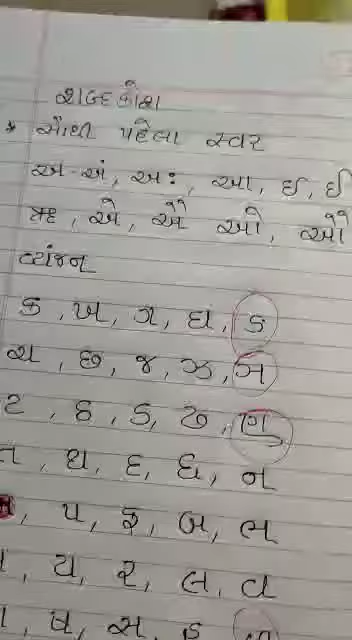 શબ્દકોશ
* સૌથી પહેલા સ્વર
અ-અં, અઃ, આ, ઇ, ઈ
ઋ, એ, ઐ ઓ, ઔ
વ્યંજન
ક, ખ, ગ, ઘ, ઙ
ચ, છ, જ, ઝ, ઞ
ટ, ઠ, ડ, ઢ, ણ
ત, થ, દ, ધ, ન
, પ, ફ, બ, ભ
, ય, ર, લ, વ
, ષ, સ, હ,